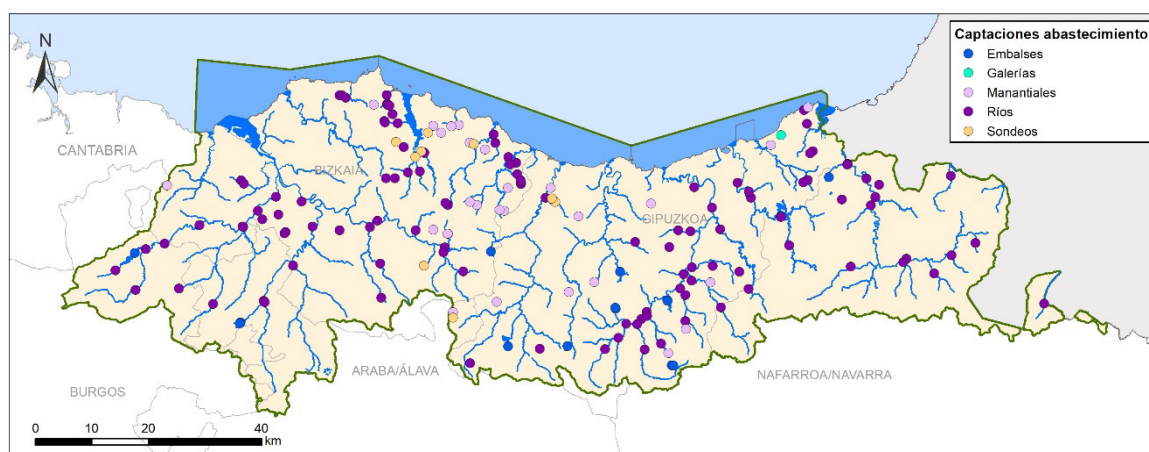 N
Captaciones abastecimiento
Embalses
Galerías
Manantiales
Ríos
Sondeos
CANTABRIA
BIZKAIA
GIPUZKOA
BURGOS
ARABA/ÁLAVA
NAFARROA/NAVARRA
0 10 20 40
km